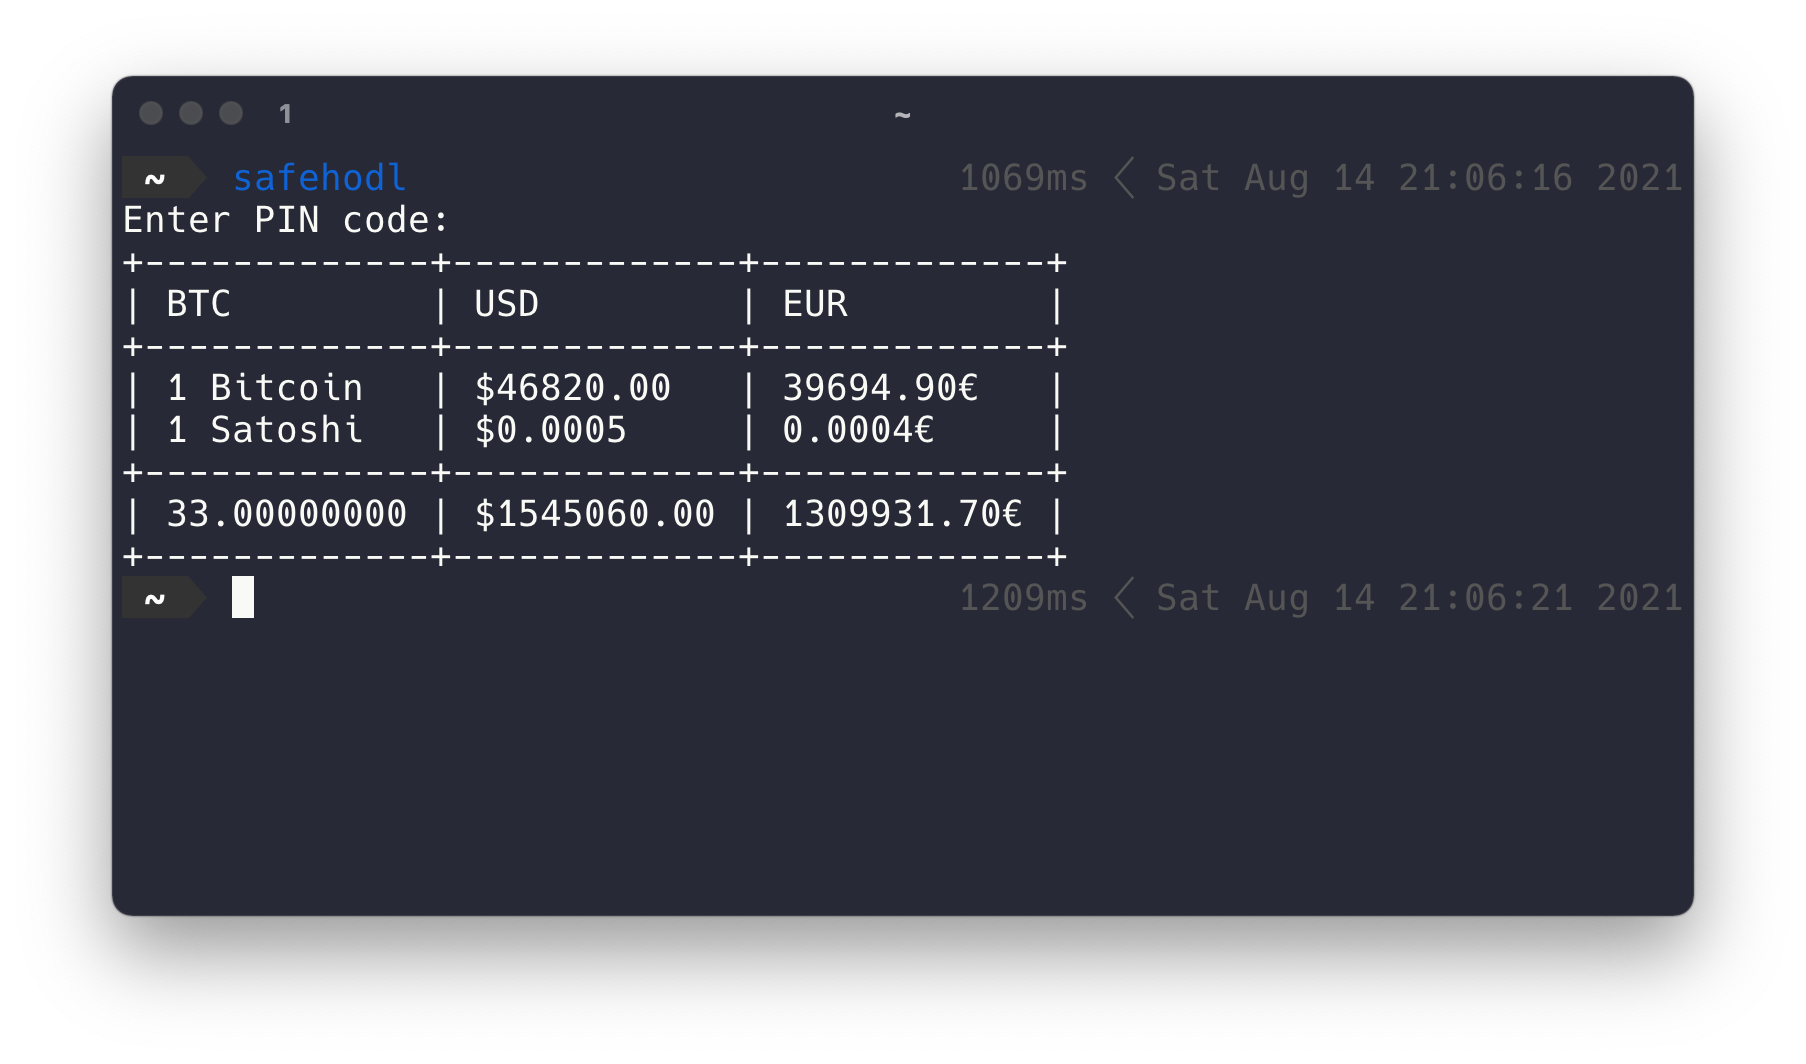 1 ~
~ safehodl 1069ms < Sat Aug 14 21:06:16 2021
Enter PIN code:
+-------------+-------------+-------------+
| BTC         | USD         | EUR         |
+-------------+-------------+-------------+
| 1 Bitcoin   | $46820.00   | 39694.90€   |
| 1 Satoshi   | $0.0005     | 0.0004€     |
+-------------+-------------+-------------+
| 33.00000000 | $1545060.00 | 1309931.70€ |
+-------------+-------------+-------------+
~ 1209ms < Sat Aug 14 21:06:21 2021